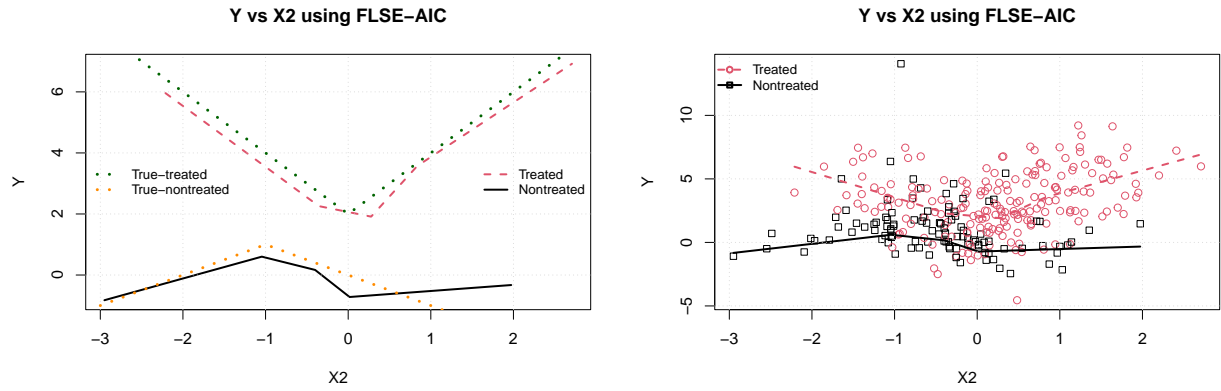 Y vs X2 using FLSE−AIC
Y
6
4
2
0
True−treated
True−nontreated
Treated
Nontreated
−3 −2 −1 0 1 2
X2
Y vs X2 using FLSE−AIC
Treated
Nontreated
Y
10
5
0
−5
−3 −2 −1 0 1 2
X2